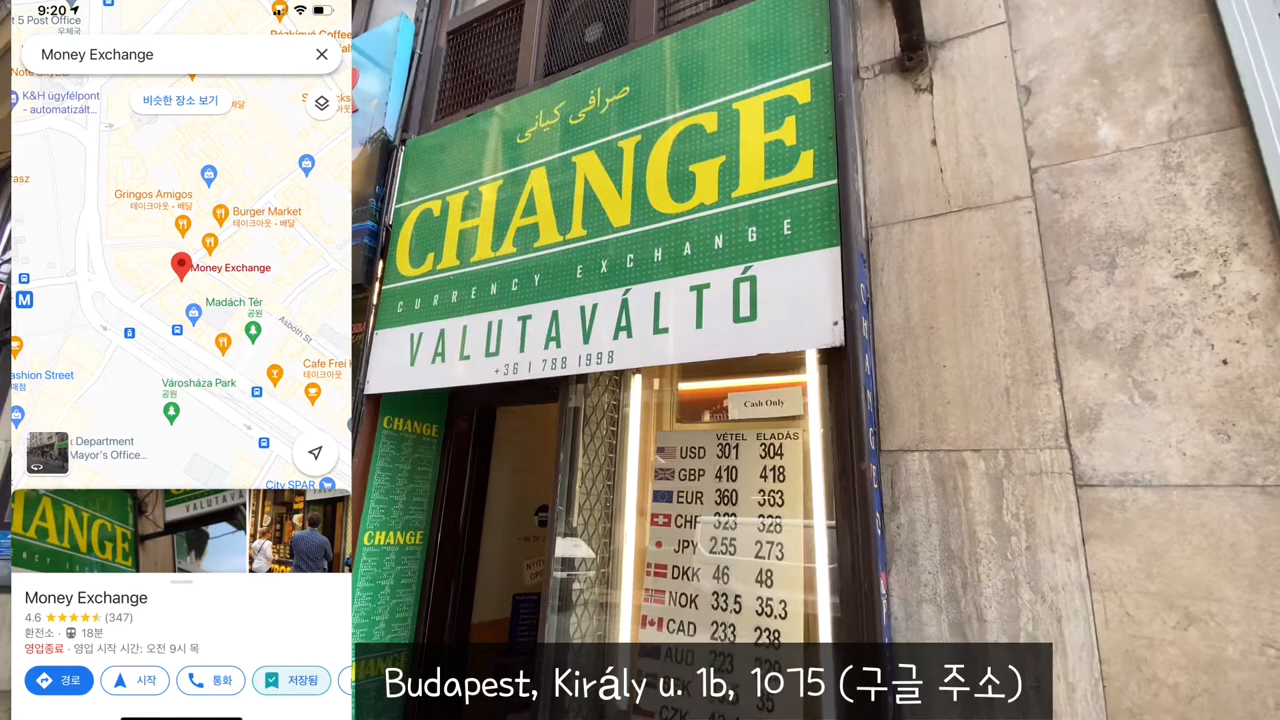 9:20
t 5 Post Office
우체국
Money Exchange
K&H ügyfélpont
- automatizált...
비슷한 장소 보기
배달
Gringos Amigos
테이크아웃 • 배달
Burger Market
테이크아웃 • 배달
Money Exchange
Madách Tér
공원
Asbóth St
Cafe Frei
테이크아웃
ashion Street
Városháza Park
공원
Department
Mayor's Office...
City SPAR
Money Exchange
4.6 (347)
환전소 · 18분
영업종료 · 영업 시작 시간: 오전 9시 목
경로
시작
통화
저장됨
صرافی کیانی
CHANGE
CURRENCY EXCHANGE
VALUTAVÁLTÓ
+36 1 788 1998
CHANGE
CHANGE
Cash Only
VÉTEL ELADÁS
USD 301 304
GBP 410 418
EUR 360 363
CHF 323 328
JPY 2.55 2.73
DKK 46 48
NOK 33.5 35.3
CAD 233 238
AUD
CHANGE
Budapest, Király u. 1b, 1075 (구글 주소)